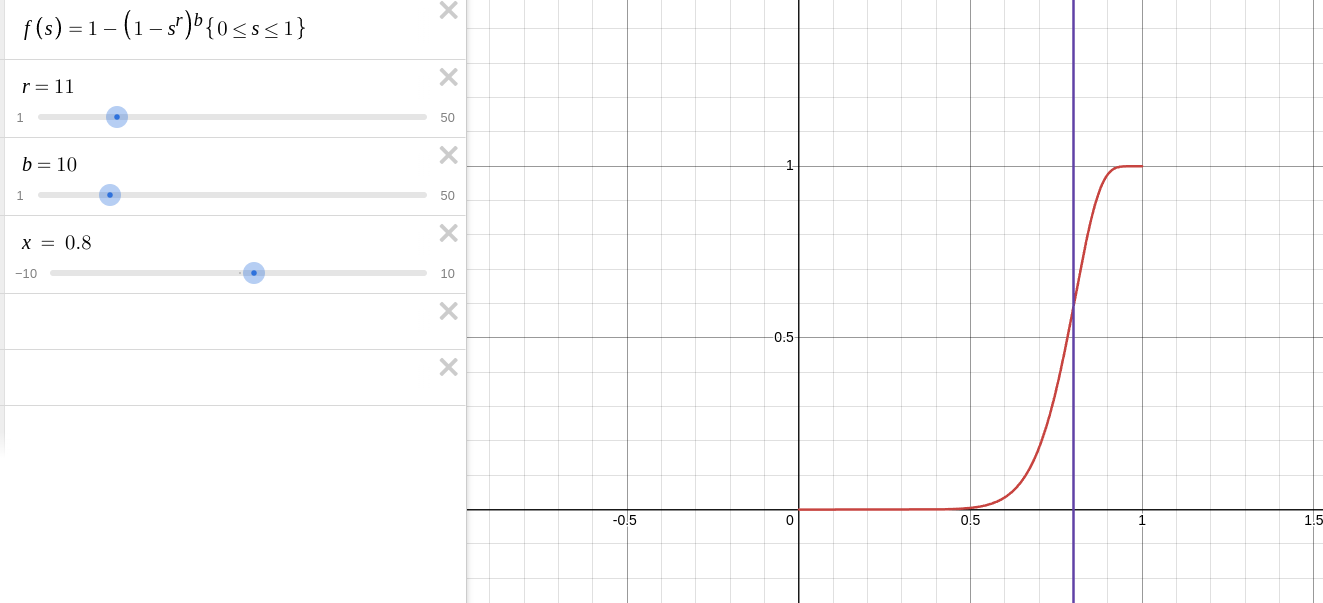 f(s) = 1 − (1 − s^r)^b {0 ≤ s ≤ 1}
r = 11
1 50
b = 10
1 50
x = 0.8
−10 10
1
0.5
-0.5 0 0.5 1 1.5